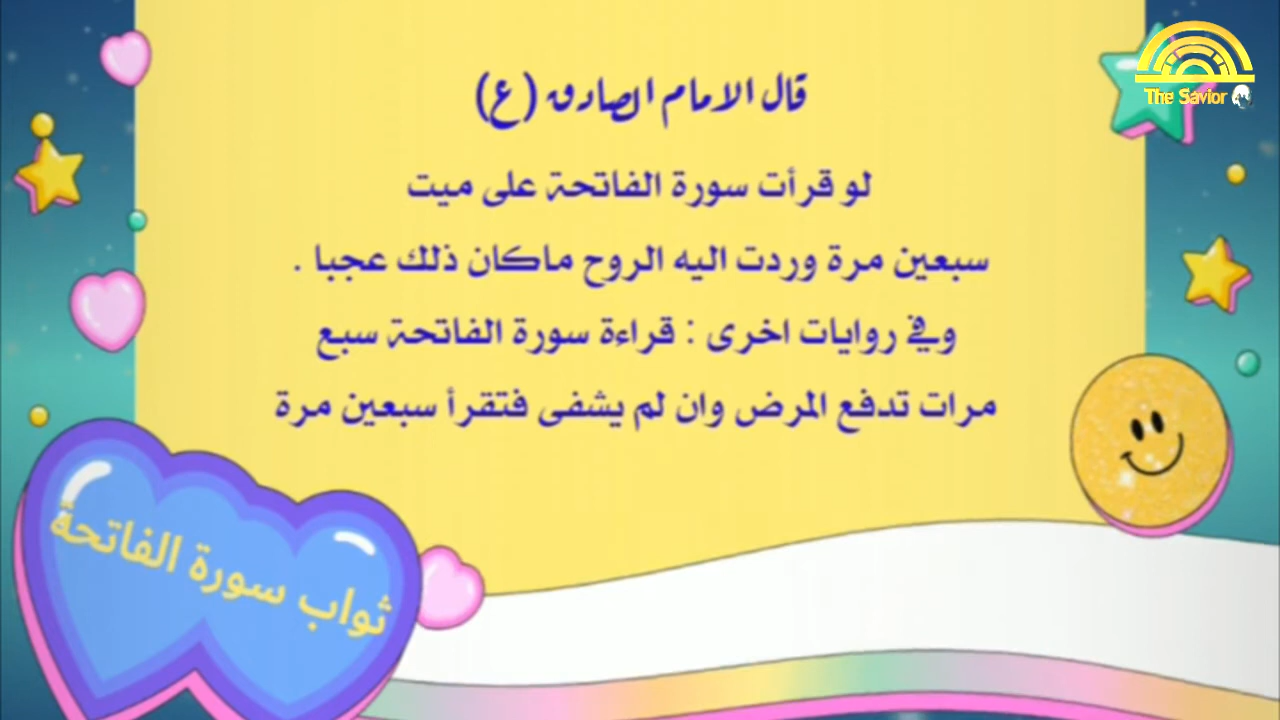 The Savior
قال الامام الصادق (ع)
لو قرأت سورة الفاتحة على ميت
سبعين مرة وردت اليه الروح ماكان ذلك عجبا .
وفي روايات اخرى : قراءة سورة الفاتحة سبع
مرات تدفع المرض وان لم يشفى فتقرأ سبعين مرة
ثواب سورة الفاتحة